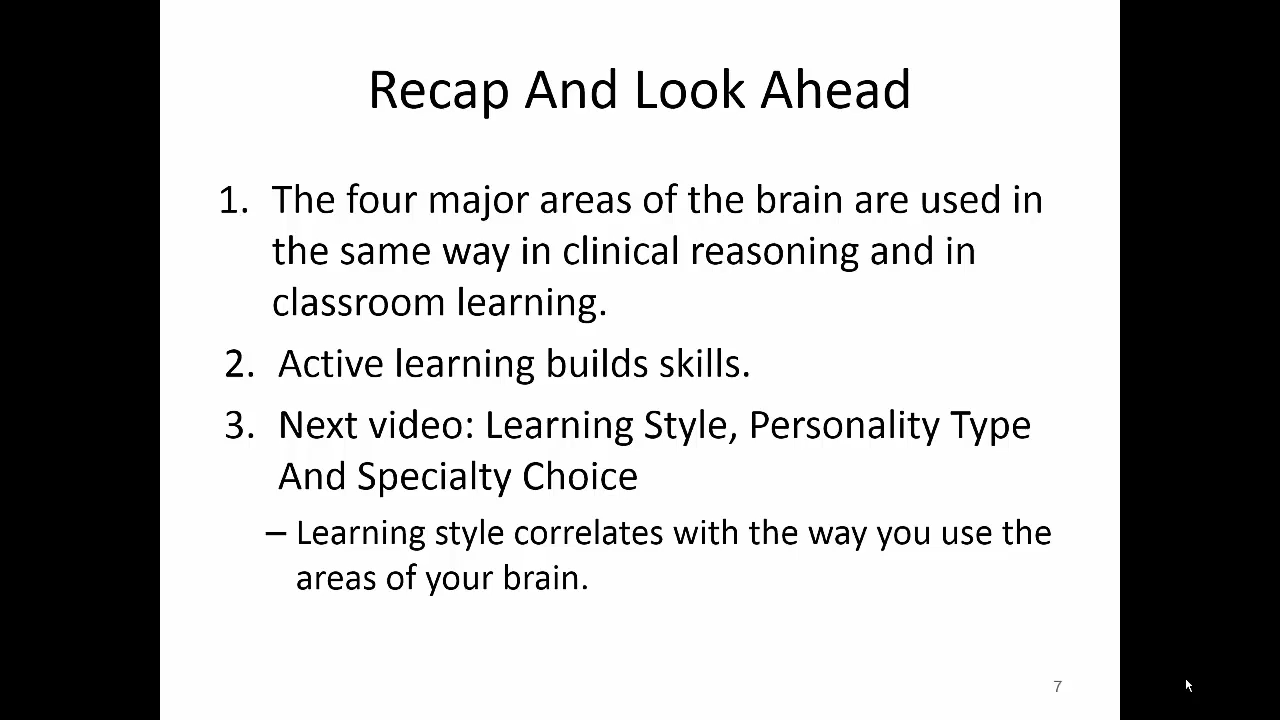 Recap And Look Ahead
1. The four major areas of the brain are used in
the same way in clinical reasoning and in
classroom learning.
2. Active learning builds skills.
3. Next video: Learning Style, Personality Type
And Specialty Choice
– Learning style correlates with the way you use the
areas of your brain.
7